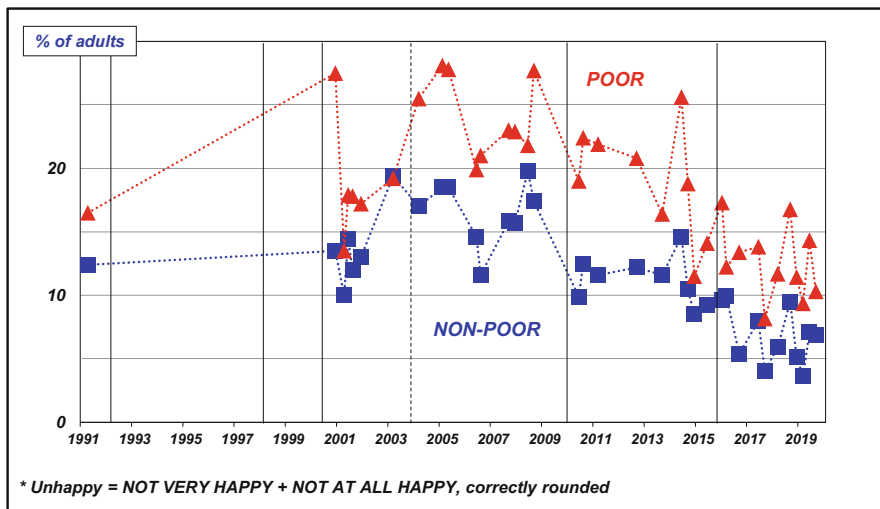 % of adults
POOR
20
NON-POOR
10
0
1991 1993 1995 1997 1999 2001 2003 2005 2007 2009 2011 2013 2015 2017 2019
* Unhappy = NOT VERY HAPPY + NOT AT ALL HAPPY, correctly rounded